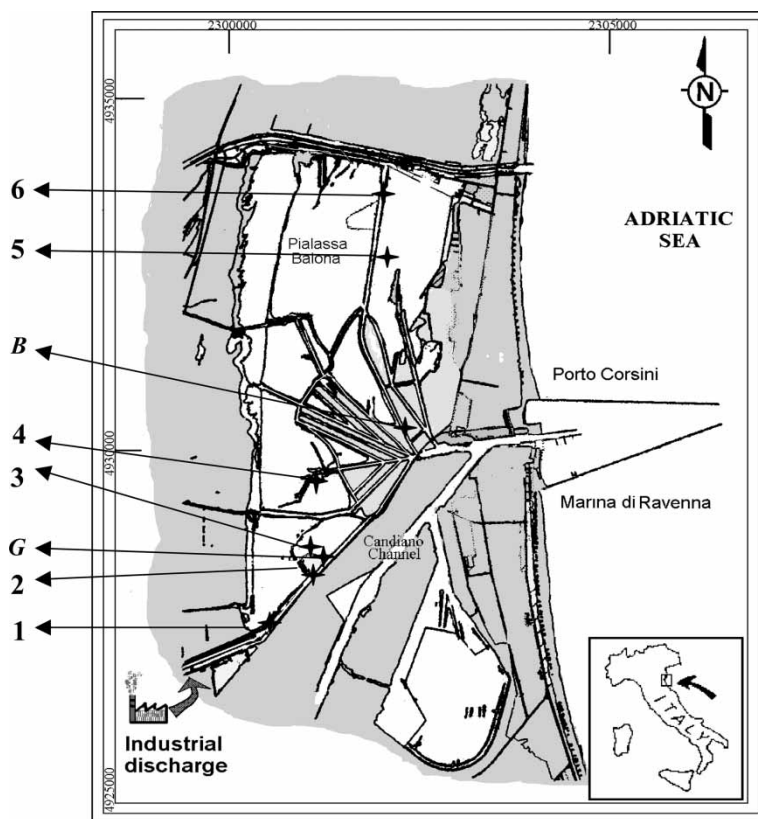 2300000
2305000
4935000
N
6
ADRIATIC
SEA
5
Pialassa
Baiona
B
Porto Corsini
4
4930000
3
Marina di Ravenna
G
Candiano
Channel
2
1
ITALY
Industrial
discharge
4925000